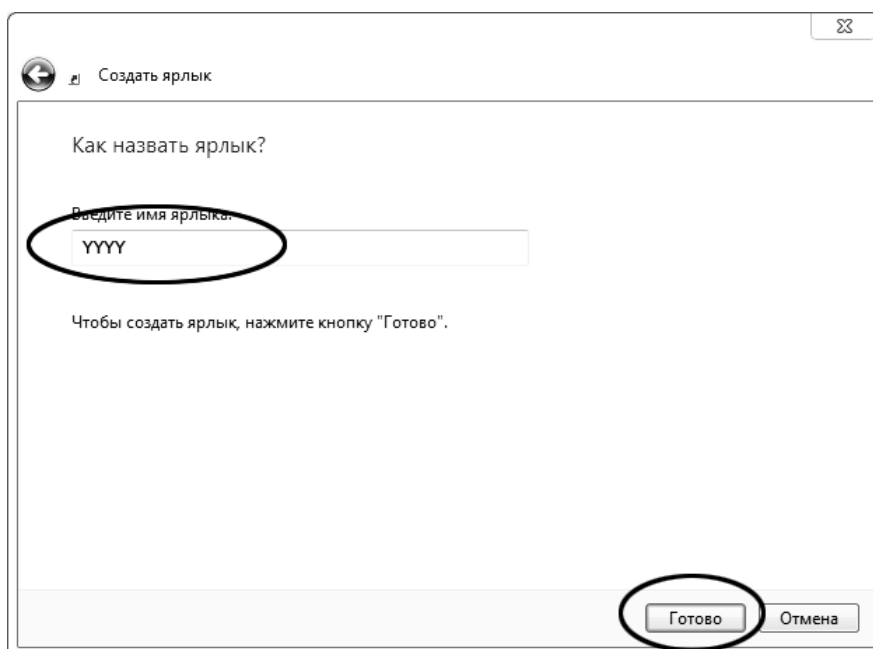 Создать ярлык
Как назвать ярлык?
Введите имя ярлыка:
YYYY
Чтобы создать ярлык, нажмите кнопку "Готово".
Готово
Отмена